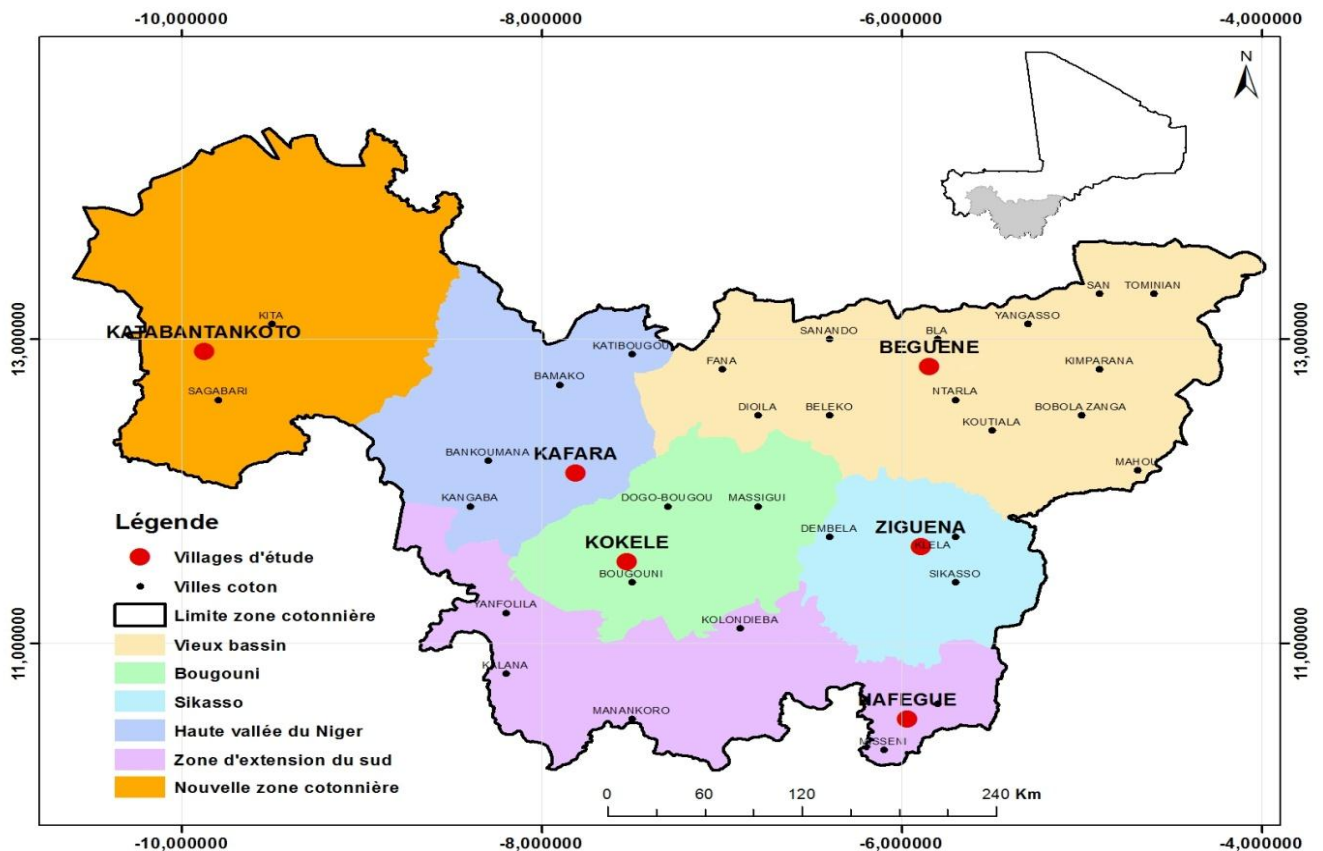 -10,000000 -8,000000 -6,000000 -4,000000
N
SAN TOMINIAN
KITA
YANGASSO
KATABANTANKOTO
SANANDO BLA
13,000000 13,000000
KATIBOUGOU
BEGUENE
FANA KIMPARANA
BAMAKO
SAGABARI
NTARLA
DIOILA BELEKO BOBOLA ZANGA
KOUTIALA
BANKOUMANA KAFARA
MAHOU
KANGABA DOGO-BOUGOU MASSIGUI
Légende
DEMBELA ZIGUENA
KOKELE KLELA
Villages d'étude
BOUGOUNI SIKASSO
Villes coton
YANFOLILA
Limite zone cotonnière
KOLONDIEBA
11,000000 11,000000
Vieux bassin
KALANA
Bougouni
Sikasso
NAFEGUE
MANANKORO
Haute vallée du Niger
MISSENI
Zone d'extension du sud
Nouvelle zone cotonnière
0 60 120 240 Km
-10,000000 -8,000000 -6,000000 -4,000000